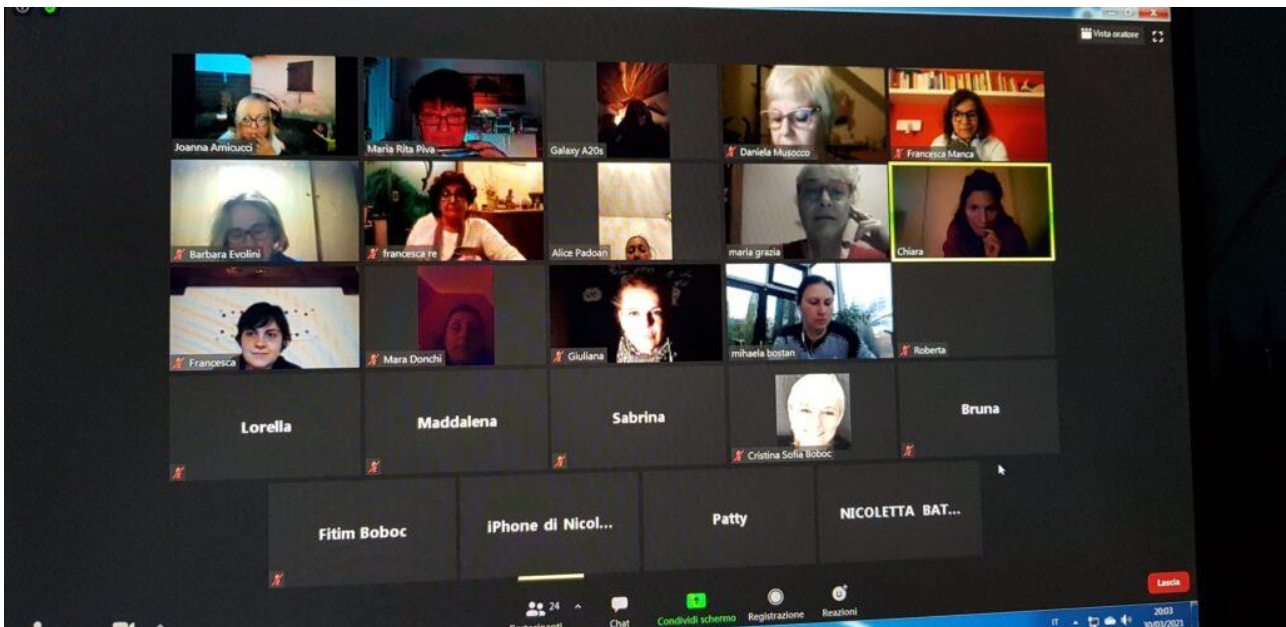 Vista oratore
Joanna Amicucci
Maria Rita Piva
Galaxy A20s
Daniela Musocco
Francesca Manca
Barbara Evolini
francesca re
Alice Padoan
maria grazia
Chiara
Francesca
Mara Donchi
Giuliana
mihaela bostan
Roberta
Lorella
Maddalena
Sabrina
Cristina Sofia Boboc
Bruna
Fitim Boboc
iPhone di Nicol...
Patty
NICOLETTA BAT...
24
Partecipanti
Chat
Condividi schermo
Registrazione
Reazioni
Lascia
IT
20:03
30/03/2021